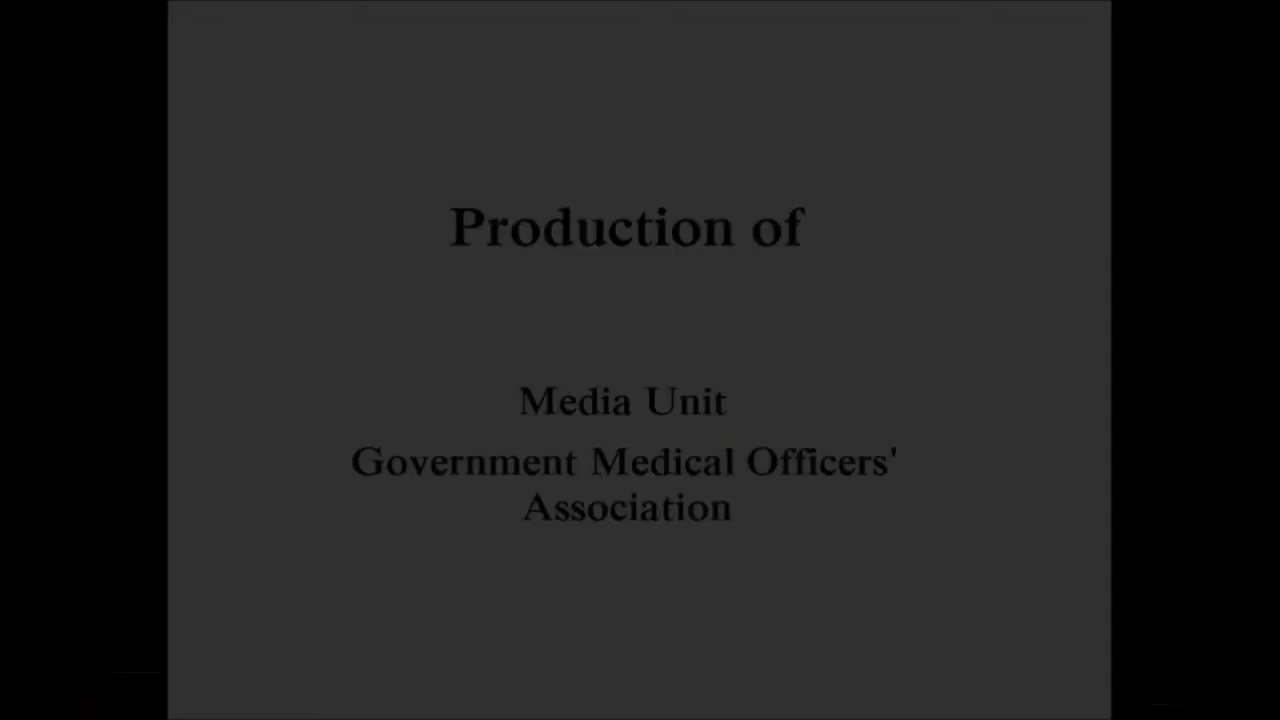 Production of
Media Unit
Government Medical Officers'
Association